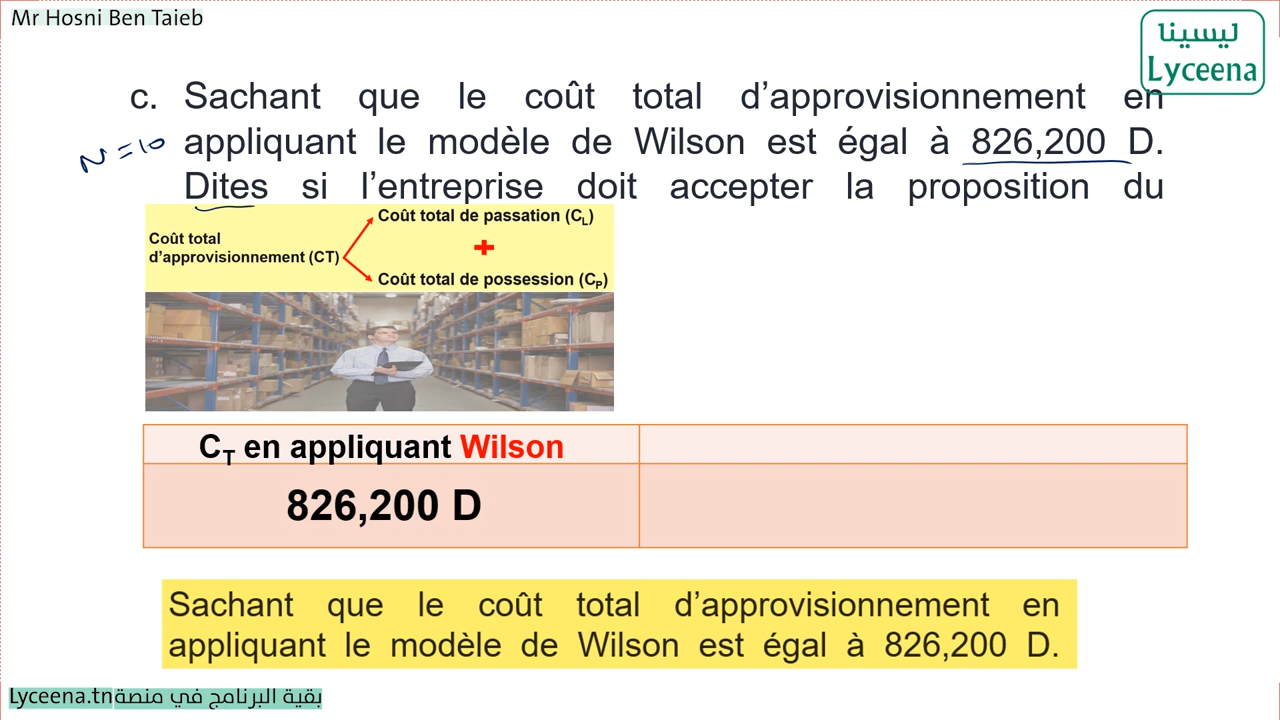 Mr Hosni Ben Taieb
ليسينا
Lyceena
c. Sachant que le coût total d'approvisionnement en
N = 10
appliquant le modèle de Wilson est égal à 826,200 D.
Dites si l'entreprise doit accepter la proposition du
Coût total de passation (CL)
Coût total
d'approvisionnement (CT)
+
Coût total de possession (CP)
CT en appliquant Wilson
826,200 D
Sachant que le coût total d'approvisionnement en
appliquant le modèle de Wilson est égal à 826,200 D.
Lyceena.tn بقية البرنامج في منصة